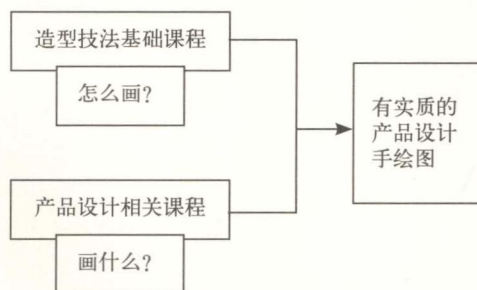 造型技法基础课程
怎么画？
有实质的
产品设计
手绘图
产品设计相关课程
画什么？